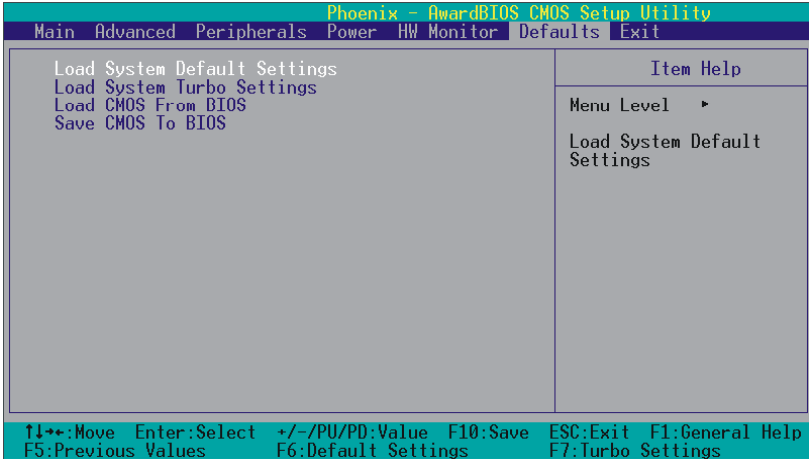 Phoenix - AwardBIOS CMOS Setup Utility
Main Advanced Peripherals Power HW Monitor Defaults Exit
Load System Default Settings
Load System Turbo Settings
Load CMOS From BIOS
Save CMOS To BIOS
Item Help
Menu Level ▸
Load System Default
Settings
↑↓→←:Move Enter:Select +/-/PU/PD:Value F10:Save ESC:Exit F1:General Help
F5:Previous Values F6:Default Settings F7:Turbo Settings